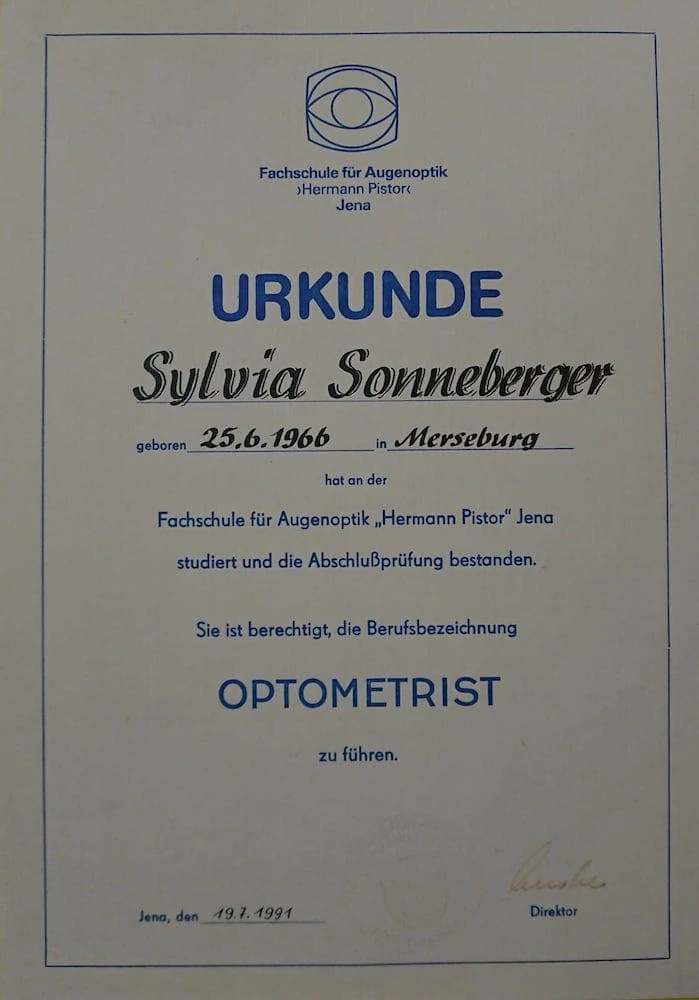 Fachschule für Augenoptik
›Hermann Pistor‹
Jena
URKUNDE
Sylvia Sonneberger
geboren 25.6.1966 in Merseburg
hat an der
Fachschule für Augenoptik „Hermann Pistor“ Jena
studiert und die Abschlußprüfung bestanden.
Sie ist berechtigt, die Berufsbezeichnung
OPTOMETRIST
zu führen.
Jena, den 19.7.1991
Direktor